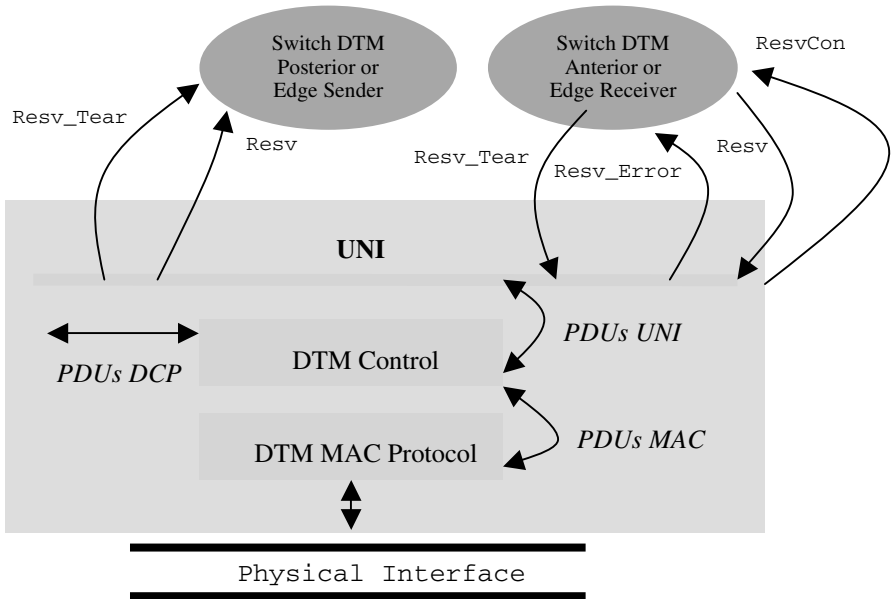 Switch DTM
Posterior or
Edge Sender
Switch DTM
Anterior or
Edge Receiver
ResvCon
Resv_Tear
Resv
Resv_Tear
Resv_Error
Resv
UNI
PDUs UNI
PDUs DCP
DTM Control
PDUs MAC
DTM MAC Protocol
Physical Interface